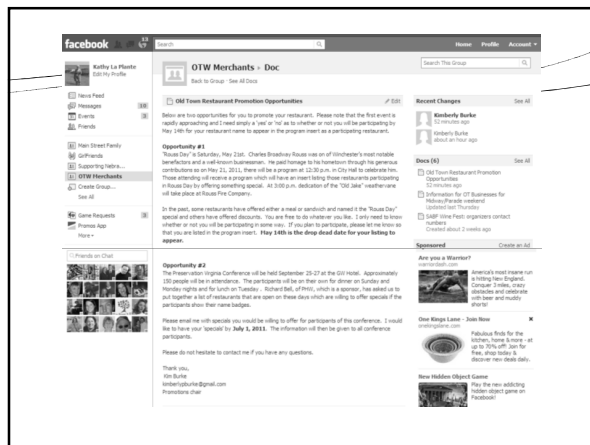 facebook
13
Search
Home Profile Account
Kathy La Plante
Edit My Profile
News Feed
Messages 10
Events 3
Friends
Main Street Family
GirlFriends
Supporting Nebra...
OTW Merchants
Create Group...
See All
Game Requests 3
Promos App
More
Friends on Chat
OTW Merchants ▸ Doc
Back to Group · See All Docs
Search This Group
Old Town Restaurant Promotion Opportunities
Edit
Below are two opportunities for you to promote your restaurant. Please note that the first event is
rapidly approaching and I need simply a 'yes' or 'no' as to whether or not you will be participating by
May 14th for your restaurant name to appear in the program insert as a participating restaurant.
Opportunity #1
"Rouss Day" is Saturday, May 21st. Charles Broadway Rouss was on of Winchester's most notable
benefactors and a well-known businessman. He paid homage to his hometown through his generous
contributions so on May 21, 2011, there will be a program at 12:30 p.m. in City Hall to celebrate him.
Those attending will receive a program which will have an insert listing those restaurants participating
in Rouss Day by offering something special. At 3:00 p.m. dedication of the "Old Jake" weathervane
will take place at Rouss Fire Company.
In the past, some restaurants have offered either a meal or sandwich and named it the "Rouss Day"
special and others have offered discounts. You are free to do whatever you like. I only need to know
whether or not you will be participating in some way. If you plan to participate, please let me know so
that you are listed in the program insert. May 14th is the drop dead date for your listing to
appear.
Opportunity #2
The Preservation Virginia Conference will be held September 25-27 at the GW Hotel. Approximately
150 people will be in attendance. The participants will be on their own for dinner on Sunday and
Monday nights and for lunch on Tuesday . Richard Bell, of PHW, which is a sponsor, has asked us to
put together a list of restaurants that are open on these days which are willing to offer specials if the
participants show their name badges.
Please email me with specials you would be willing to offer for participants of this conference. I would
like to have your 'specials' by July 1, 2011. The information will then be given to all conference
participants.
Please do not hesitate to contact me if you have any questions.
Thank you,
Kim Burke
kimberlypburke@gmail.com
Promotions chair
Recent Changes See All
Kimberly Burke
52 minutes ago
Kimberly Burke
about an hour ago
Docs (6) See All
Old Town Restaurant Promotion
Opportunities
52 minutes ago
Information for OT Businesses for
Midway/Parade weekend
Updated last Thursday
SABF Wine Fest: organizers contact
numbers
Created about 2 weeks ago
Sponsored Create an Ad
Are you a Warrior?
warriordash.com
America's most insane run
is hitting New England.
Conquer 3 miles, crazy
obstacles and celebrate
with beer and muddy
shorts!
One Kings Lane - Join Now
onekingslane.com
Fabulous finds for the
kitchen, home & more - at
up to 70% off! Join for
free, shop today &
discover new deals daily.
New Hidden Object Game
Play the new addicting
hidden object game on
Facebook!